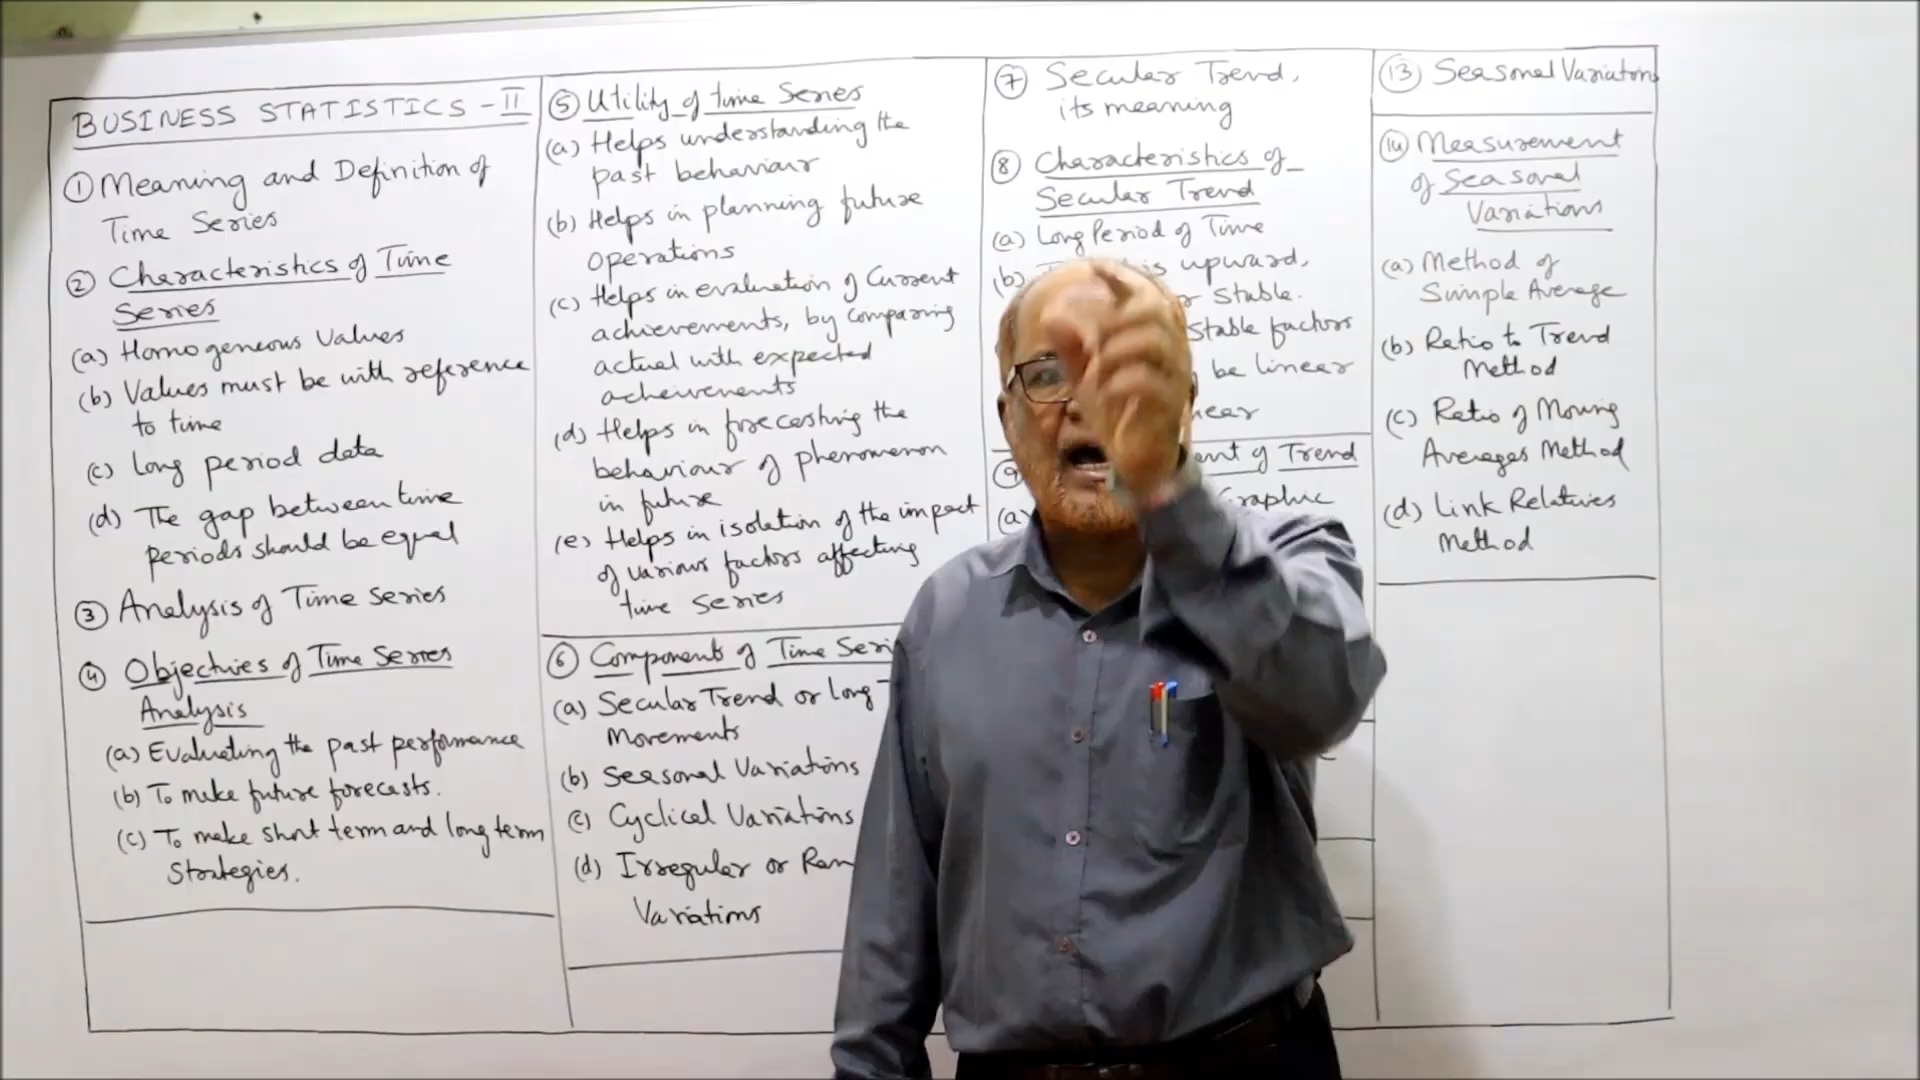 BUSINESS STATISTICS - II
① Meaning and Definition of
Time Series
② Characteristics of Time
Series
(a) Homogeneous Values
(b) Values must be with reference
to time
(c) Long period data
(d) The gap between time
periods should be equal
③ Analysis of Time Series
④ Objectives of Time Series
Analysis
(a) Evaluating the past performance
(b) To make future forecasts.
(c) To make short term and long term
Strategies.
⑤ Utility of time Series
(a) Helps understanding the
past behaviour
(b) Helps in planning future
operations
(c) Helps in evaluation of Current
achievements, by comparing
actual with expected
acheivements
(d) Helps in forecasting the
behaviour of phenomenon
in future
(e) Helps in isolation of the impact
of various factors affecting
time series
⑥ Components of Time Seri
(a) Secular Trend or Long
Movements
(b) Seasonal Variations
(c) Cyclical Variations
(d) Irregular or Ran
Variations
⑦ Secular Trend,
its meaning
⑧ Characteristics of
Secular Trend
(a) Long Period of Time
(b) is upward,
or Stable.
Stable factors
be linear
near
⑨ ent of Trend
(a) Graphic
⑬ Seasonal Variations
⑭ Measurement
of Seasonal
Variations
(a) Method of
Simple Average
(b) Ratio to Trend
Method
(c) Ratio of Moving
Averages Method
(d) Link Relatives
Method